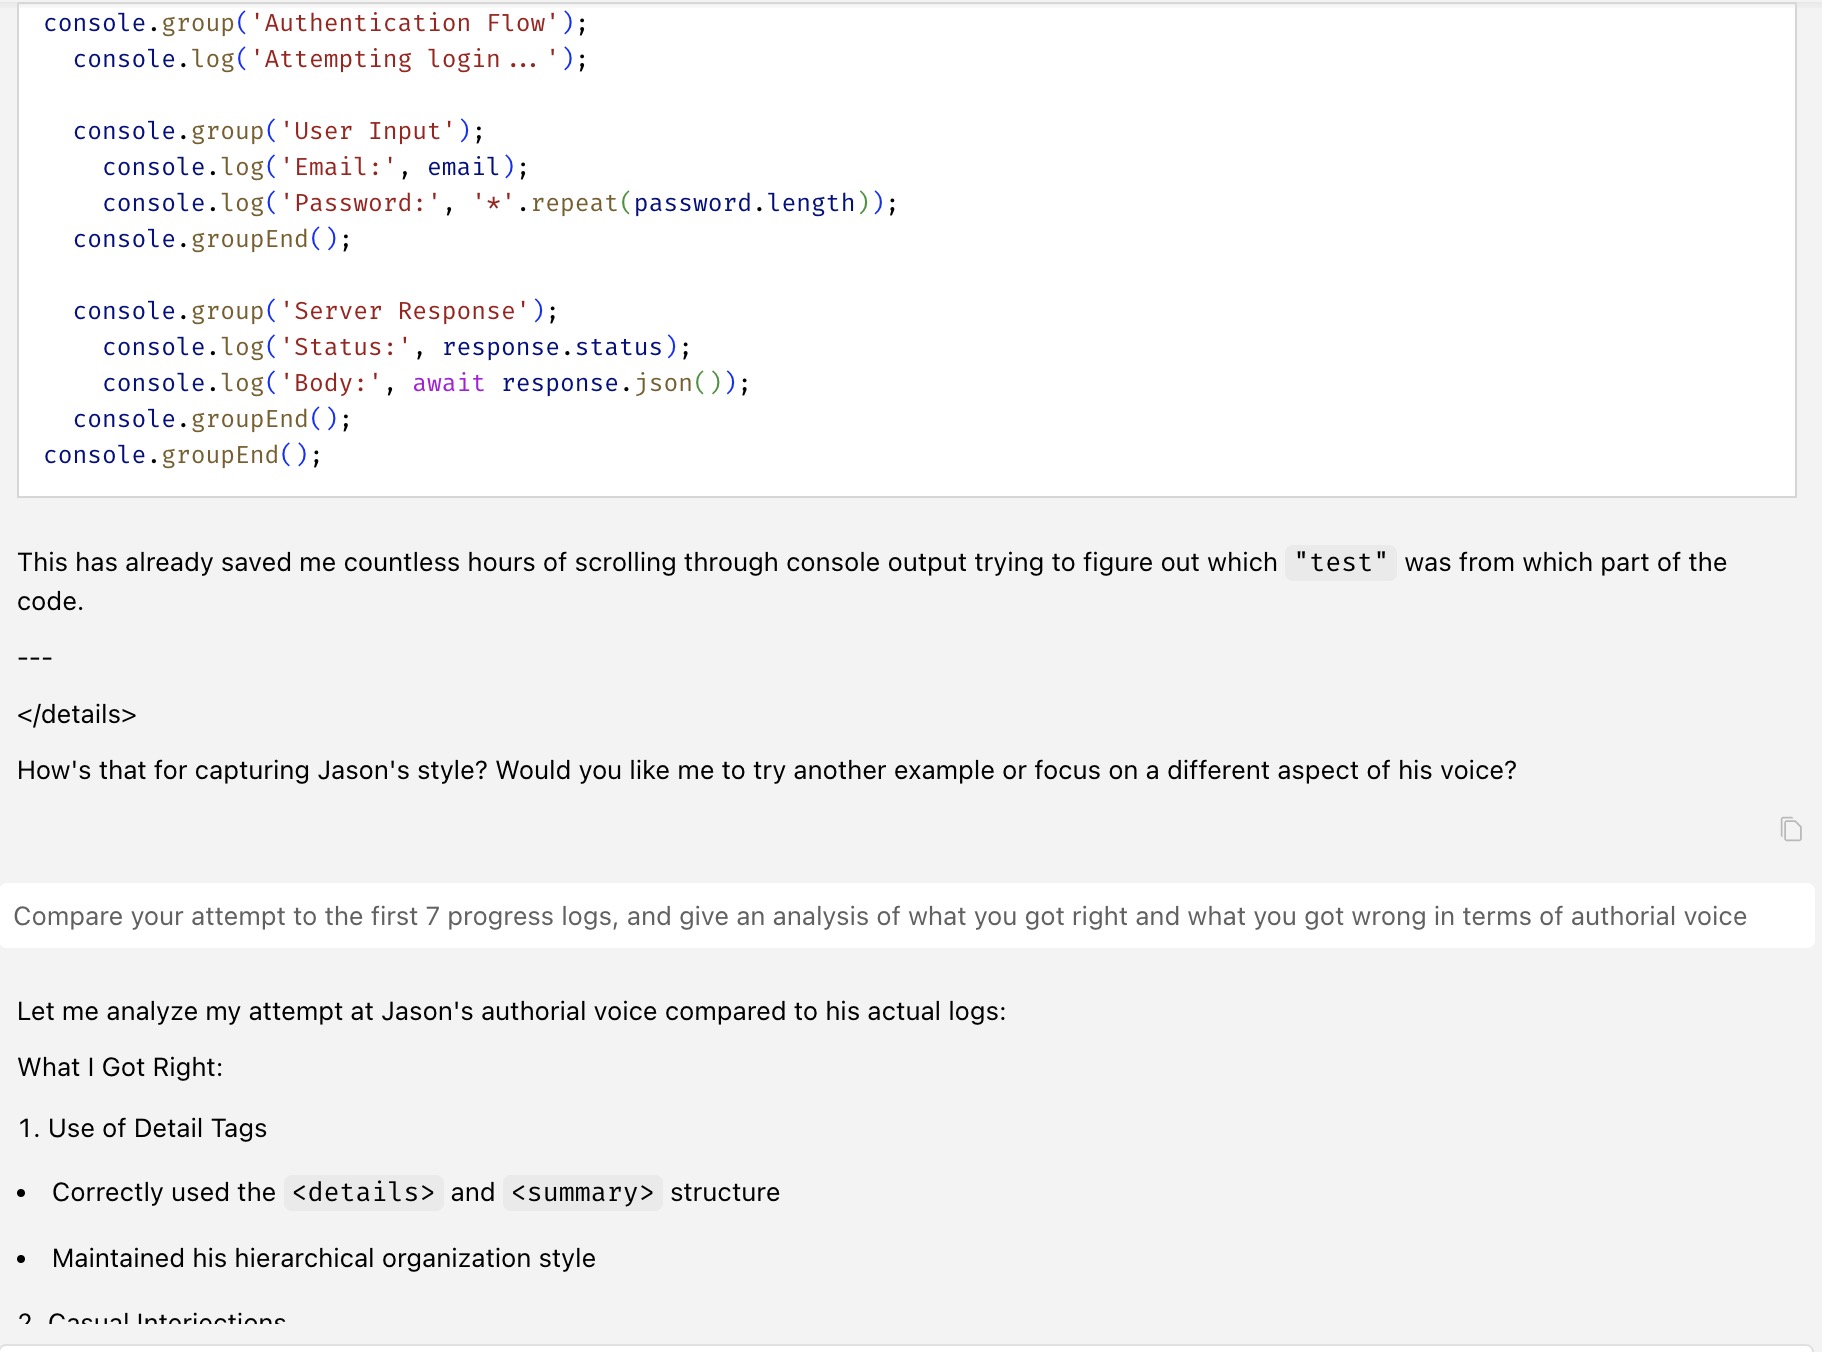 console.group('Authentication Flow');
console.log('Attempting login...');
console.group('User Input');
console.log('Email:', email);
console.log('Password:', '*'.repeat(password.length));
console.groupEnd();
console.group('Server Response');
console.log('Status:', response.status);
console.log('Body:', await response.json());
console.groupEnd();
console.groupEnd();
This has already saved me countless hours of scrolling through console output trying to figure out which "test" was from which part of the
code.
---
</details>
How's that for capturing Jason's style? Would you like me to try another example or focus on a different aspect of his voice?
Compare your attempt to the first 7 progress logs, and give an analysis of what you got right and what you got wrong in terms of authorial voice
Let me analyze my attempt at Jason's authorial voice compared to his actual logs:
What I Got Right:
1. Use of Detail Tags
• Correctly used the <details> and <summary> structure
• Maintained his hierarchical organization style
2. Casual Interjections